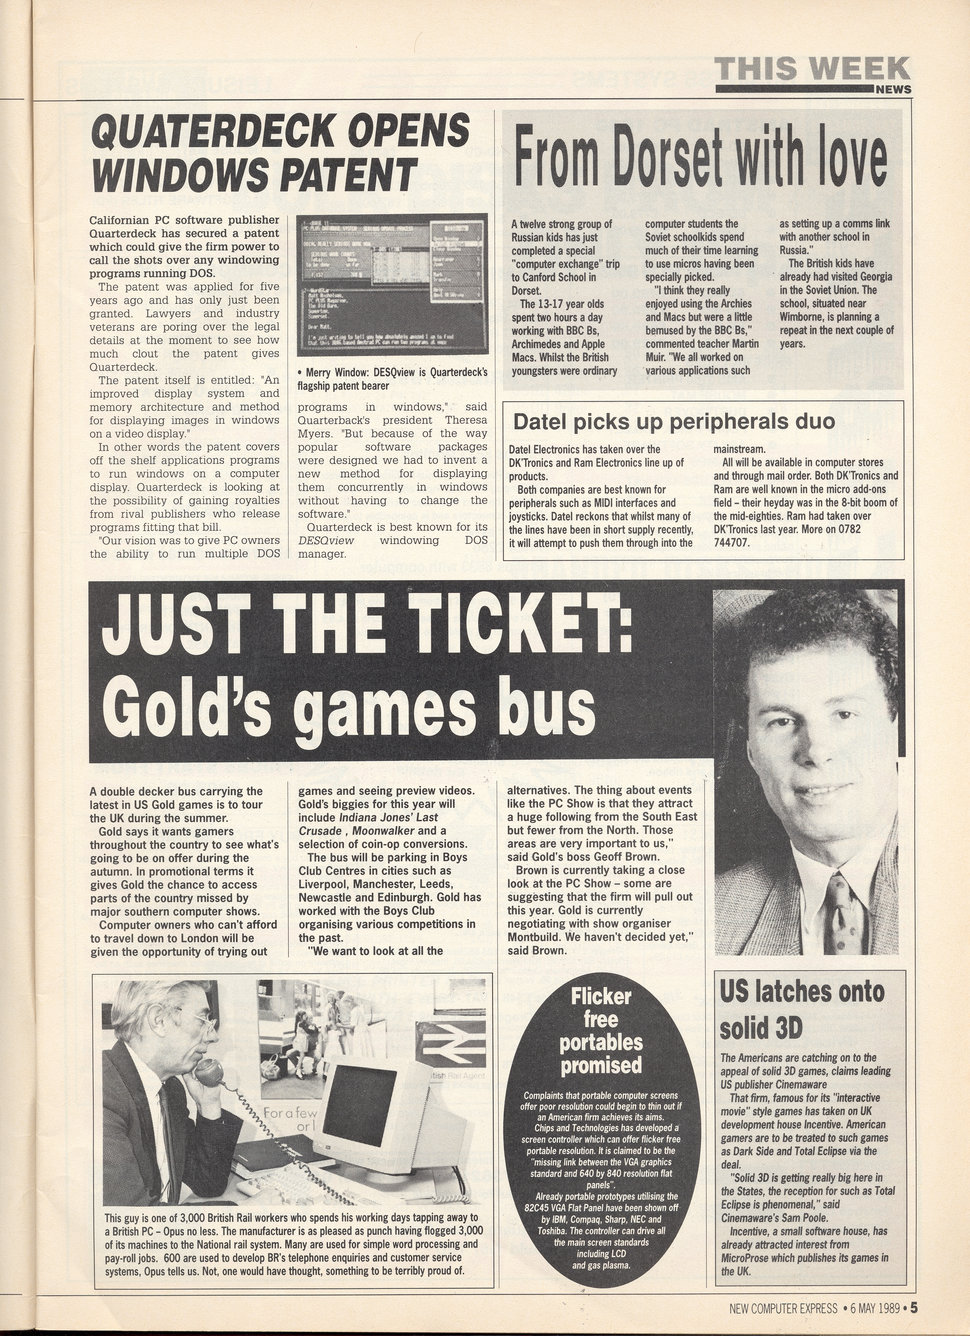 THIS WEEK
NEWS
QUATERDECK OPENS
WINDOWS PATENT
Californian PC software publisher
Quarterdeck has secured a patent
which could give the firm power to
call the shots over any windowing
programs running DOS.
The patent was applied for five
years ago and has only just been
granted. Lawyers and industry
veterans are poring over the legal
details at the moment to see how
much clout the patent gives
Quarterdeck.
The patent itself is entitled: "An
improved display system and
memory architecture and method
for displaying images in windows
on a video display."
In other words the patent covers
off the shelf applications programs
to run windows on a computer
display. Quarterdeck is looking at
the possibility of gaining royalties
from rival publishers who release
programs fitting that bill.
"Our vision was to give PC owners
the ability to run multiple DOS
• Merry Window: DESQview is Quarterdeck's
flagship patent bearer
programs in windows," said
Quarterback's president Theresa
Myers. "But because of the way
popular software packages
were designed we had to invent a
new method for displaying
them concurrently in windows
without having to change the
software."
Quarterdeck is best known for its
DESQview windowing DOS
manager.
From Dorset with love
A twelve strong group of
Russian kids has just
completed a special
"computer exchange" trip
to Canford School in
Dorset.
The 13-17 year olds
spent two hours a day
working with BBC Bs,
Archimedes and Apple
Macs. Whilst the British
youngsters were ordinary
computer students the
Soviet schoolkids spend
much of their time learning
to use micros having been
specially picked.
"I think they really
enjoyed using the Archies
and Macs but were a little
bemused by the BBC Bs,"
commented teacher Martin
Muir. "We all worked on
various applications such
as setting up a comms link
with another school in
Russia."
The British kids have
already had visited Georgia
in the Soviet Union. The
school, situated near
Wimborne, is planning a
repeat in the next couple of
years.
Datel picks up peripherals duo
Datel Electronics has taken over the
DK'Tronics and Ram Electronics line up of
products.
Both companies are best known for
peripherals such as MIDI interfaces and
joysticks. Datel reckons that whilst many of
the lines have been in short supply recently,
it will attempt to push them through into the
mainstream.
All will be available in computer stores
and through mail order. Both DK'Tronics and
Ram are well known in the micro add-ons
field – their heyday was in the 8-bit boom of
the mid-eighties. Ram had taken over
DK'Tronics last year. More on 0782
744707.
JUST THE TICKET:
Gold's games bus
A double decker bus carrying the
latest in US Gold games is to tour
the UK during the summer.
Gold says it wants gamers
throughout the country to see what's
going to be on offer during the
autumn. In promotional terms it
gives Gold the chance to access
parts of the country missed by
major southern computer shows.
Computer owners who can't afford
to travel down to London will be
given the opportunity of trying out
games and seeing preview videos.
Gold's biggies for this year will
include Indiana Jones' Last
Crusade , Moonwalker and a
selection of coin-op conversions.
The bus will be parking in Boys
Club Centres in cities such as
Liverpool, Manchester, Leeds,
Newcastle and Edinburgh. Gold has
worked with the Boys Club
organising various competitions in
the past.
"We want to look at all the
alternatives. The thing about events
like the PC Show is that they attract
a huge following from the South East
but fewer from the North. Those
areas are very important to us,"
said Gold's boss Geoff Brown.
Brown is currently taking a close
look at the PC Show – some are
suggesting that the firm will pull out
this year. Gold is currently
negotiating with show organiser
Montbuild. We haven't decided yet,"
said Brown.
For a few
or l
tish Rail Agent
This guy is one of 3,000 British Rail workers who spends his working days tapping away to
a British PC – Opus no less. The manufacturer is as pleased as punch having flogged 3,000
of its machines to the National rail system. Many are used for simple word processing and
pay-roll jobs. 600 are used to develop BR's telephone enquiries and customer service
systems, Opus tells us. Not, one would have thought, something to be terribly proud of.
Flicker
free
portables
promised
Complaints that portable computer screens
offer poor resolution could begin to thin out if
an American firm achieves its aims.
Chips and Technologies has developed a
screen controller which can offer flicker free
portable resolution. It is claimed to be the
"missing link between the VGA graphics
standard and 640 by 840 resolution flat
panels".
Already portable prototypes utilising the
82C45 VGA Flat Panel have been shown off
by IBM, Compaq, Sharp, NEC and
Toshiba. The controller can drive all
the main screen standards
including LCD
and gas plasma.
US latches onto
solid 3D
The Americans are catching on to the
appeal of solid 3D games, claims leading
US publisher Cinemaware
That firm, famous for its "interactive
movie" style games has taken on UK
development house Incentive. American
gamers are to be treated to such games
as Dark Side and Total Eclipse via the
deal.
"Solid 3D is getting really big here in
the States, the reception for such as Total
Eclipse is phenomenal," said
Cinemaware's Sam Poole.
Incentive, a small software house, has
already attracted interest from
MicroProse which publishes its games in
the UK.
NEW COMPUTER EXPRESS • 6 MAY 1989 • 5